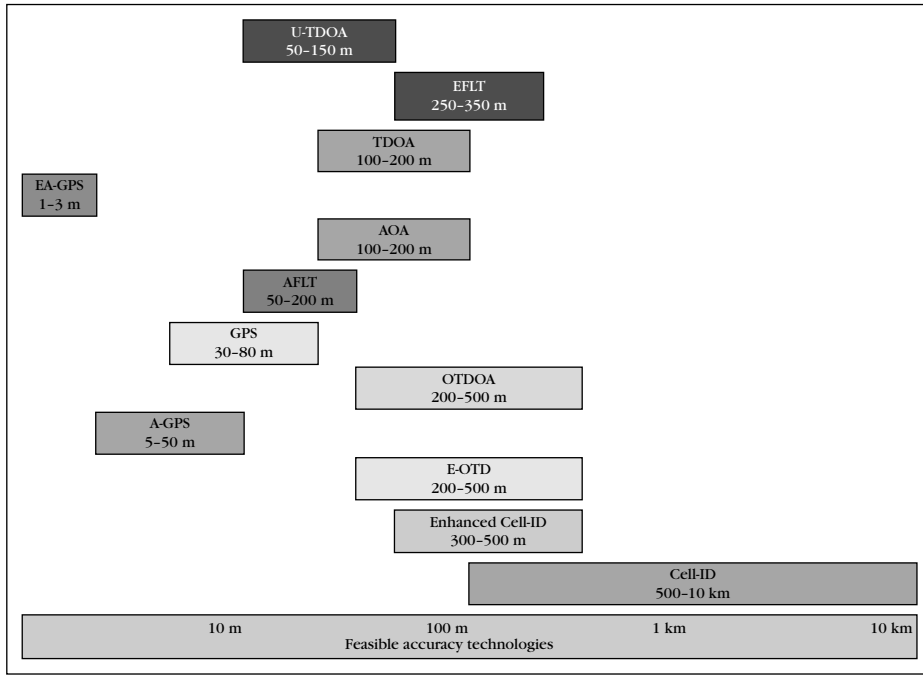 U-TDOA
50–150 m
EFLT
250–350 m
TDOA
100–200 m
EA-GPS
1–3 m
AOA
100–200 m
AFLT
50–200 m
GPS
30–80 m
OTDOA
200–500 m
A-GPS
5–50 m
E-OTD
200–500 m
Enhanced Cell-ID
300–500 m
Cell-ID
500–10 km
10 m 100 m 1 km 10 km
Feasible accuracy technologies